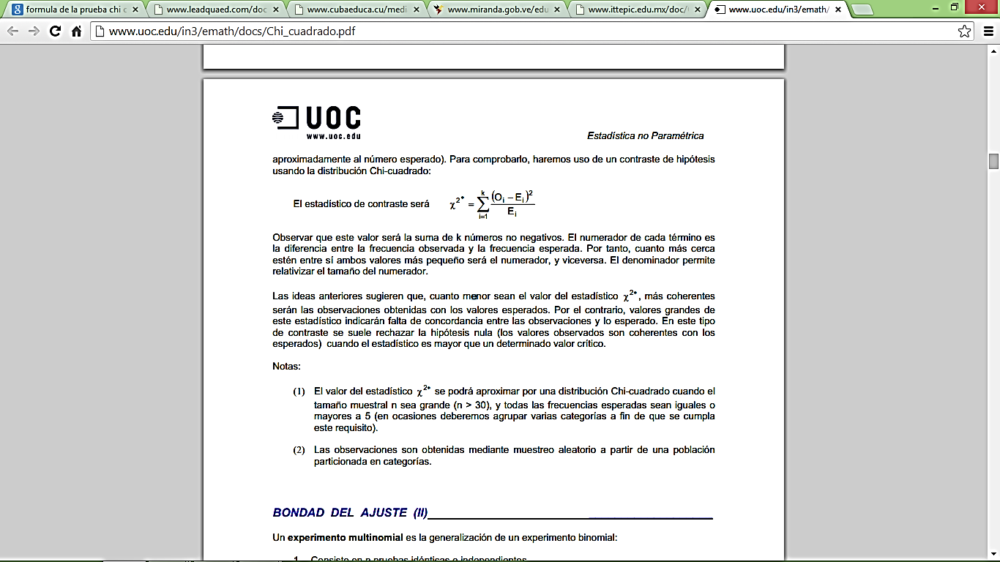 formula de la prueba chi c
www.leadquaed.com/doc
www.cubaeduca.cu/medi
www.miranda.gob.ve/edu
www.ittepic.edu.mx/doc/
www.uoc.edu/in3/emath/
www.uoc.edu/in3/emath/docs/Chi_cuadrado.pdf
UOC
www.uoc.edu
Estadística no Paramétrica
aproximadamente al número esperado). Para comprobarlo, haremos uso de un contraste de hipótesis
usando la distribución Chi-cuadrado:
El estadístico de contraste será χ²* = ∑_{i=1}^{k} (O_i – E_i)² / E_i
Observar que este valor será la suma de k números no negativos. El numerador de cada término es
la diferencia entre la frecuencia observada y la frecuencia esperada. Por tanto, cuanto más cerca
estén entre sí ambos valores más pequeño será el numerador, y viceversa. El denominador permite
relativizar el tamaño del numerador.
Las ideas anteriores sugieren que, cuanto menor sean el valor del estadístico χ²*, más coherentes
serán las observaciones obtenidas con los valores esperados. Por el contrario, valores grandes de
este estadístico indicarán falta de concordancia entre las observaciones y lo esperado. En este tipo
de contraste se suele rechazar la hipótesis nula (los valores observados son coherentes con los
esperados) cuando el estadístico es mayor que un determinado valor crítico.
Notas:
(1) El valor del estadístico χ²* se podrá aproximar por una distribución Chi-cuadrado cuando el
tamaño muestral n sea grande (n > 30), y todas las frecuencias esperadas sean iguales o
mayores a 5 (en ocasiones deberemos agrupar varias categorías a fin de que se cumpla
este requisito).
(2) Las observaciones son obtenidas mediante muestreo aleatorio a partir de una población
particionada en categorías.
BONDAD DEL AJUSTE (II)
Un experimento multinomial es la generalización de un experimento binomial:
1. Consiste en n pruebas idénticas e independientes.